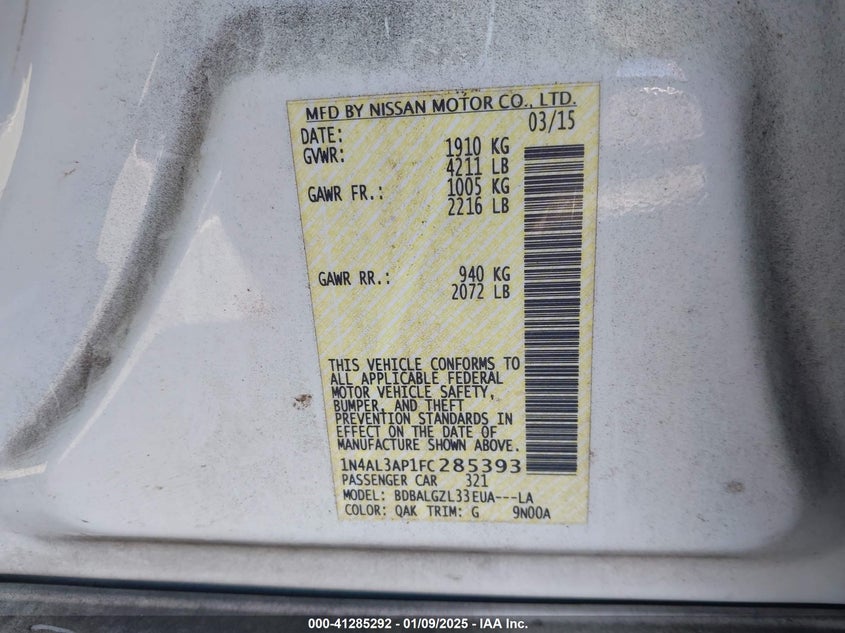 MFD BY NISSAN MOTOR CO., LTD.
DATE: 03/15
GVWR: 1910 KG
4211 LB
GAWR FR.: 1005 KG
2216 LB
GAWR RR.: 940 KG
2072 LB
THIS VEHICLE CONFORMS TO
ALL APPLICABLE FEDERAL
MOTOR VEHICLE SAFETY,
BUMPER, AND THEFT
PREVENTION STANDARDS IN
EFFECT ON THE DATE OF
MANUFACTURE SHOWN ABOVE.
1N4AL3AP1FC285393
PASSENGER CAR 321
MODEL: BDBALGZL33EUA---LA
COLOR: QAK TRIM: G 9N00A
000-41285292 - 01/09/2025 - IAA Inc.